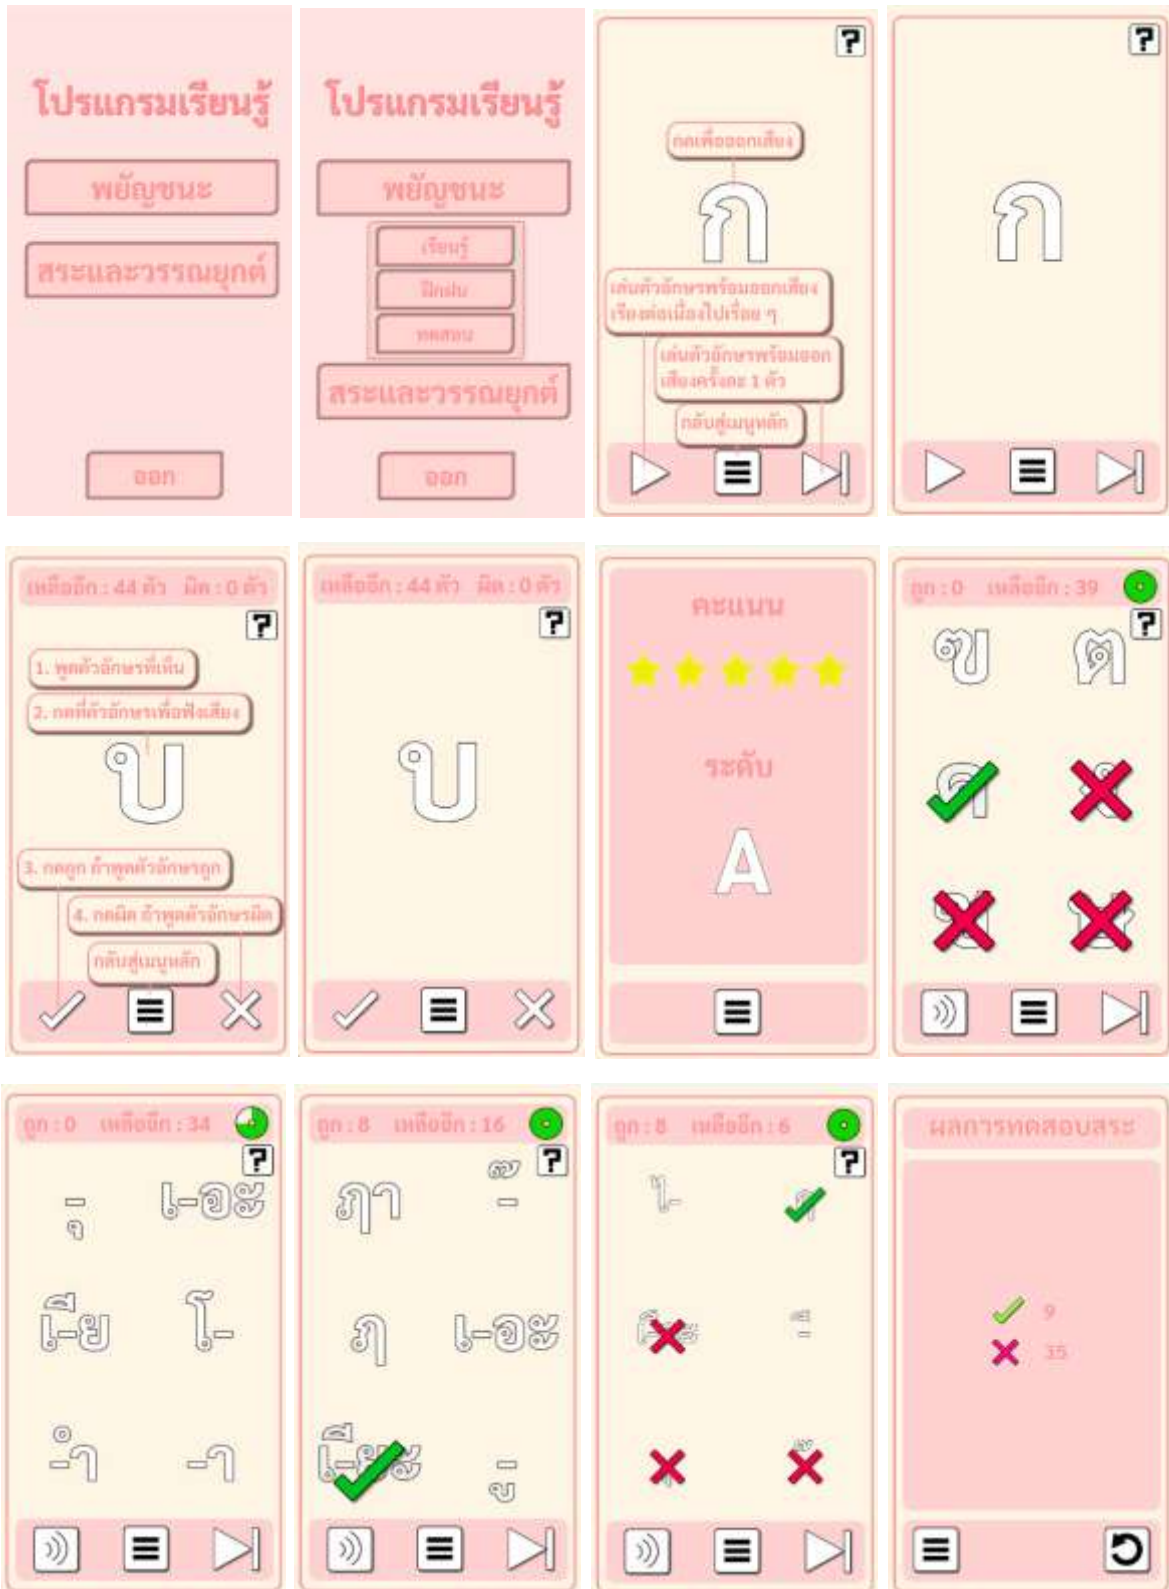 โปรแกรมเรียนรู้
พยัญชนะ
สระและวรรณยุกต์
ออก
โปรแกรมเรียนรู้
พยัญชนะ
เรียนรู้
ฝึกฝน
ทดสอบ
สระและวรรณยุกต์
ออก
?
กดเพื่อออกเสียง
ก
เล่นตัวอักษรพร้อมออกเสียง
เรียงต่อเนื่องไปเรื่อย ๆ
เล่นตัวอักษรพร้อมออก
เสียงครั้งละ 1 ตัว
กลับสู่เมนูหลัก
?
ก
เหลืออีก : 44 ตัว ผิด : 0 ตัว
?
1. พูดตัวอักษรที่เห็น
2. กดที่ตัวอักษรเพื่อฟังเสียง
บ
3. กดถูก ถ้าพูดตัวอักษรถูก
4. กดผิด ถ้าพูดตัวอักษรผิด
กลับสู่เมนูหลัก
เหลืออีก : 44 ตัว ผิด : 0 ตัว
?
บ
คะแนน
ระดับ
A
ถูก : 0 เหลืออีก : 39
?
ฃ ฅ
ถูก : 0 เหลืออีก : 34
?
-ุ เ-อะ
เ-ีย โ-
-ำ -า
ถูก : 8 เหลืออีก : 16
?
ฦา -๊
ฦ เ-อะ
เ-ียะ -ู
ถูก : 8 เหลืออีก : 6
?
ไ-
ผลการทดสอบสระ
9
35